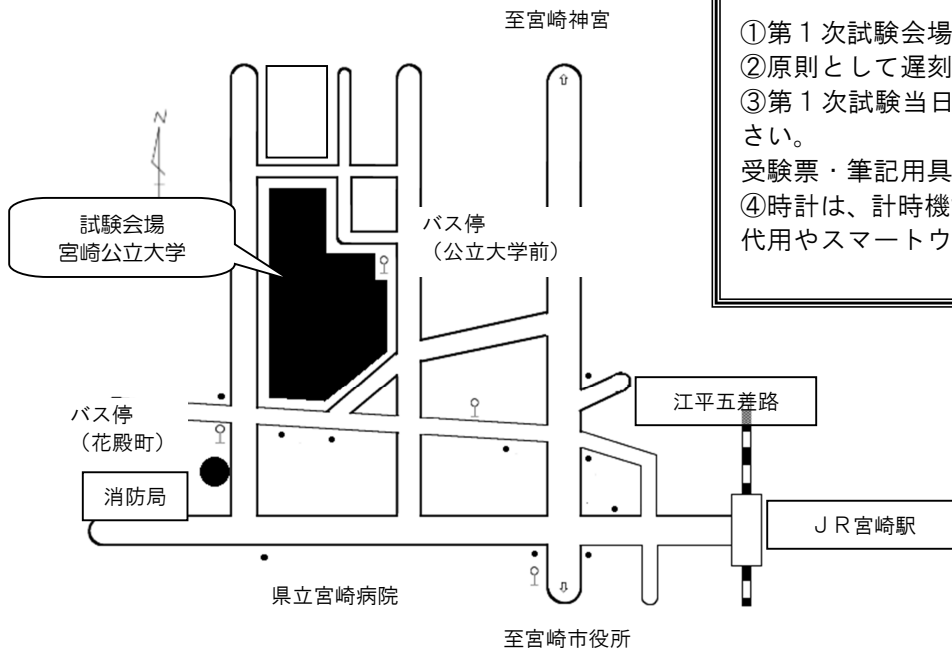 至宮崎神宮
①第１次試験会場
②原則として遅刻
③第１次試験当日
さい。
受験票・筆記用具
④時計は、計時機
代用やスマートウ
N
試験会場
宮崎公立大学
バス停
（公立大学前）
江平五差路
バス停
（花殿町）
消防局
ＪＲ宮崎駅
県立宮崎病院
至宮崎市役所